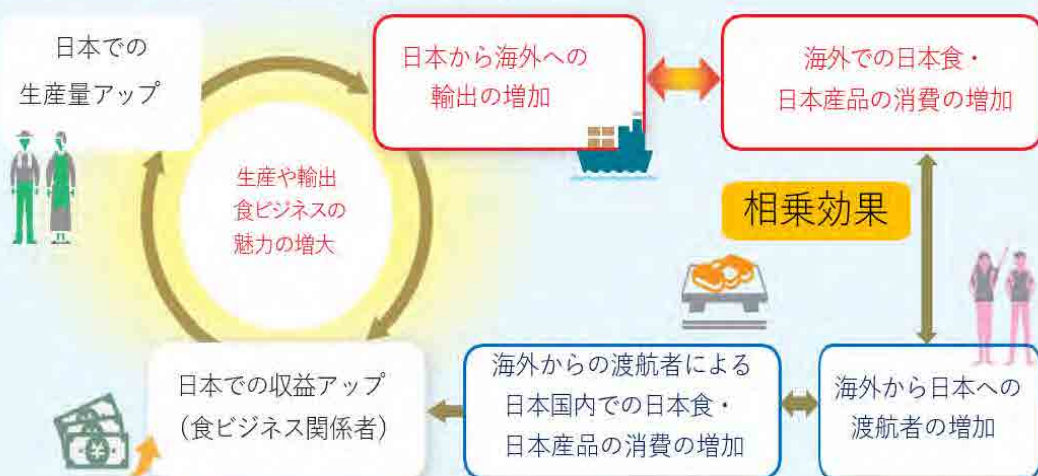 日本での
生産量アップ
日本から海外への
輸出の増加
海外での日本食・
日本産品の消費の増加
生産や輸出
食ビジネスの
魅力の増大
相乗効果
日本での収益アップ
(食ビジネス関係者)
海外からの渡航者による
日本国内での日本食・
日本産品の消費の増加
海外から日本への
渡航者の増加
¥